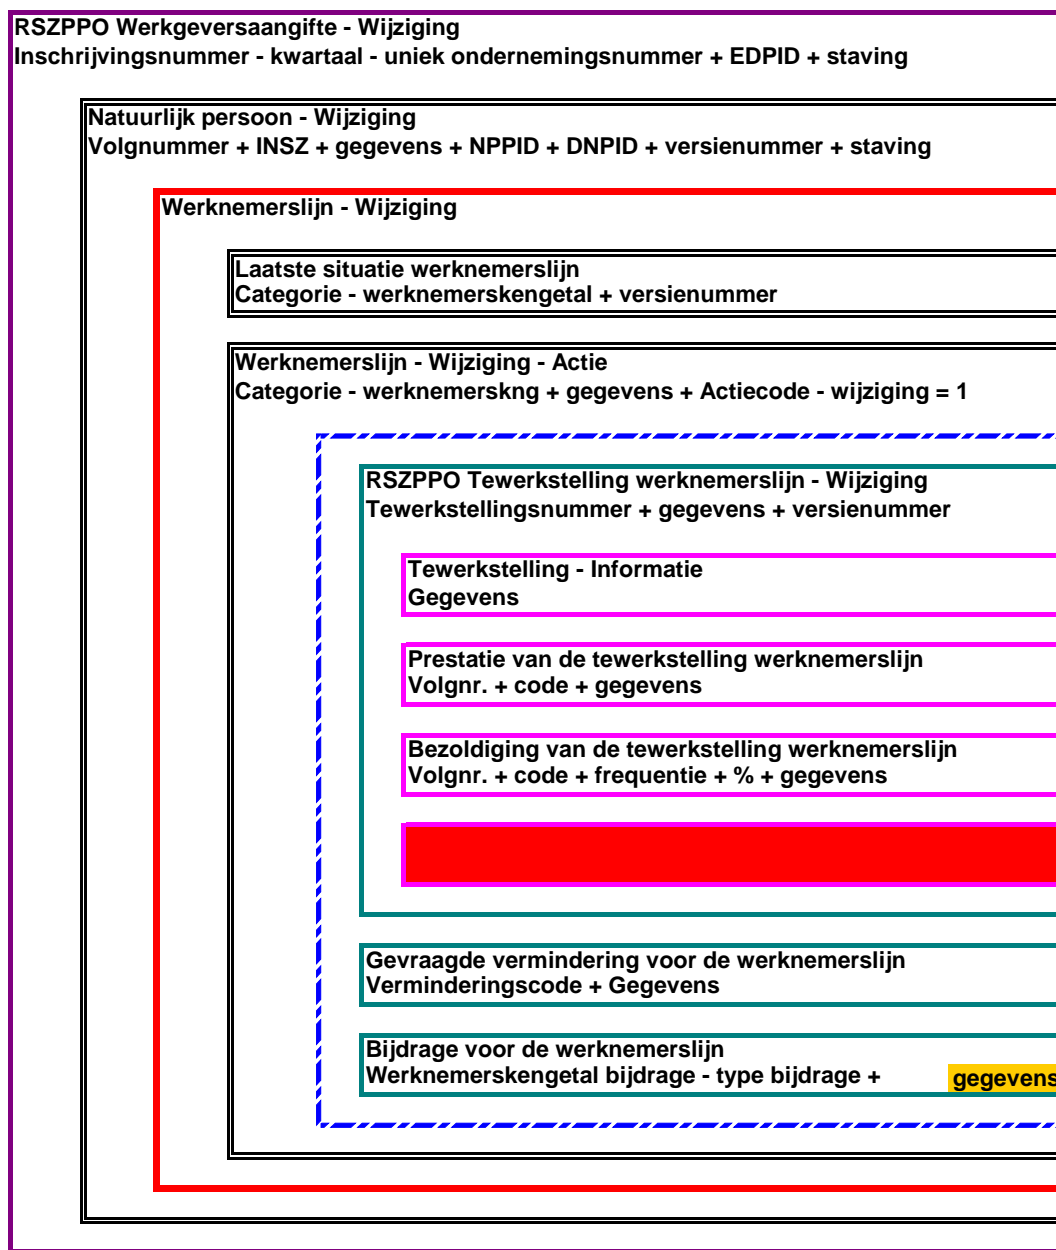 RSZPPO Werkgeversaangifte - Wijziging
Inschrijvingsnummer - kwartaal - uniek ondernemingsnummer + EDPID + staving
Natuurlijk persoon - Wijziging
Volgnummer + INSZ + gegevens + NPPID + DNPID + versienummer + staving
Werknemerslijn - Wijziging
Laatste situatie werknemerslijn
Categorie - werknemerskengetal + versienummer
Werknemerslijn - Wijziging - Actie
Categorie - werknemerskng + gegevens + Actiecode - wijziging = 1
RSZPPO Tewerkstelling werknemerslijn - Wijziging
Tewerkstellingsnummer + gegevens + versienummer
Tewerkstelling - Informatie
Gegevens
Prestatie van de tewerkstelling werknemerslijn
Volgnr. + code + gegevens
Bezoldiging van de tewerkstelling werknemerslijn
Volgnr. + code + frequentie + % + gegevens
Gevraagde vermindering voor de werknemerslijn
Verminderingscode + Gegevens
Bijdrage voor de werknemerslijn
Werknemerskengetal bijdrage - type bijdrage + gegevens